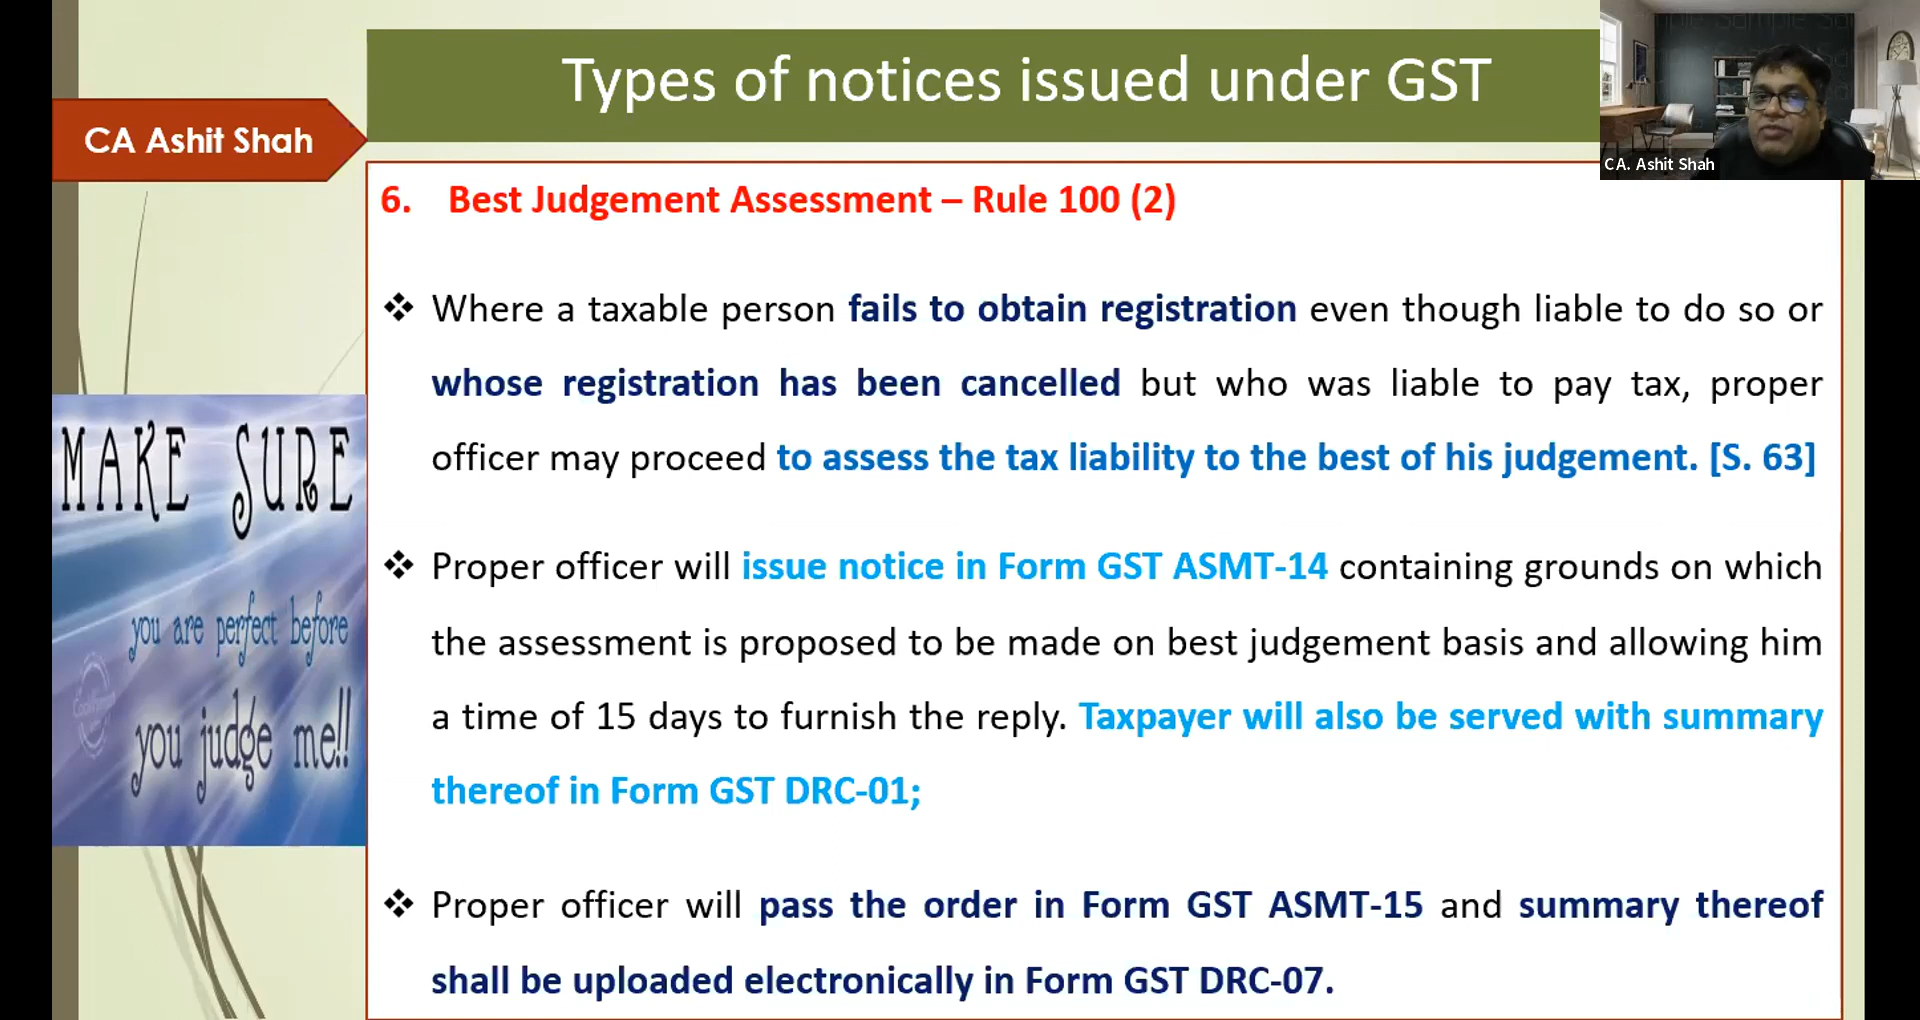 Types of notices issued under GST
CA Ashit Shah
CA. Ashit Shah
6. Best Judgement Assessment – Rule 100 (2)
❖ Where a taxable person fails to obtain registration even though liable to do so or
whose registration has been cancelled but who was liable to pay tax, proper
officer may proceed to assess the tax liability to the best of his judgement. [S. 63]
❖ Proper officer will issue notice in Form GST ASMT-14 containing grounds on which
the assessment is proposed to be made on best judgement basis and allowing him
a time of 15 days to furnish the reply. Taxpayer will also be served with summary
thereof in Form GST DRC-01;
❖ Proper officer will pass the order in Form GST ASMT-15 and summary thereof
shall be uploaded electronically in Form GST DRC-07.
MAKE SURE
you are perfect before
you judge me!!